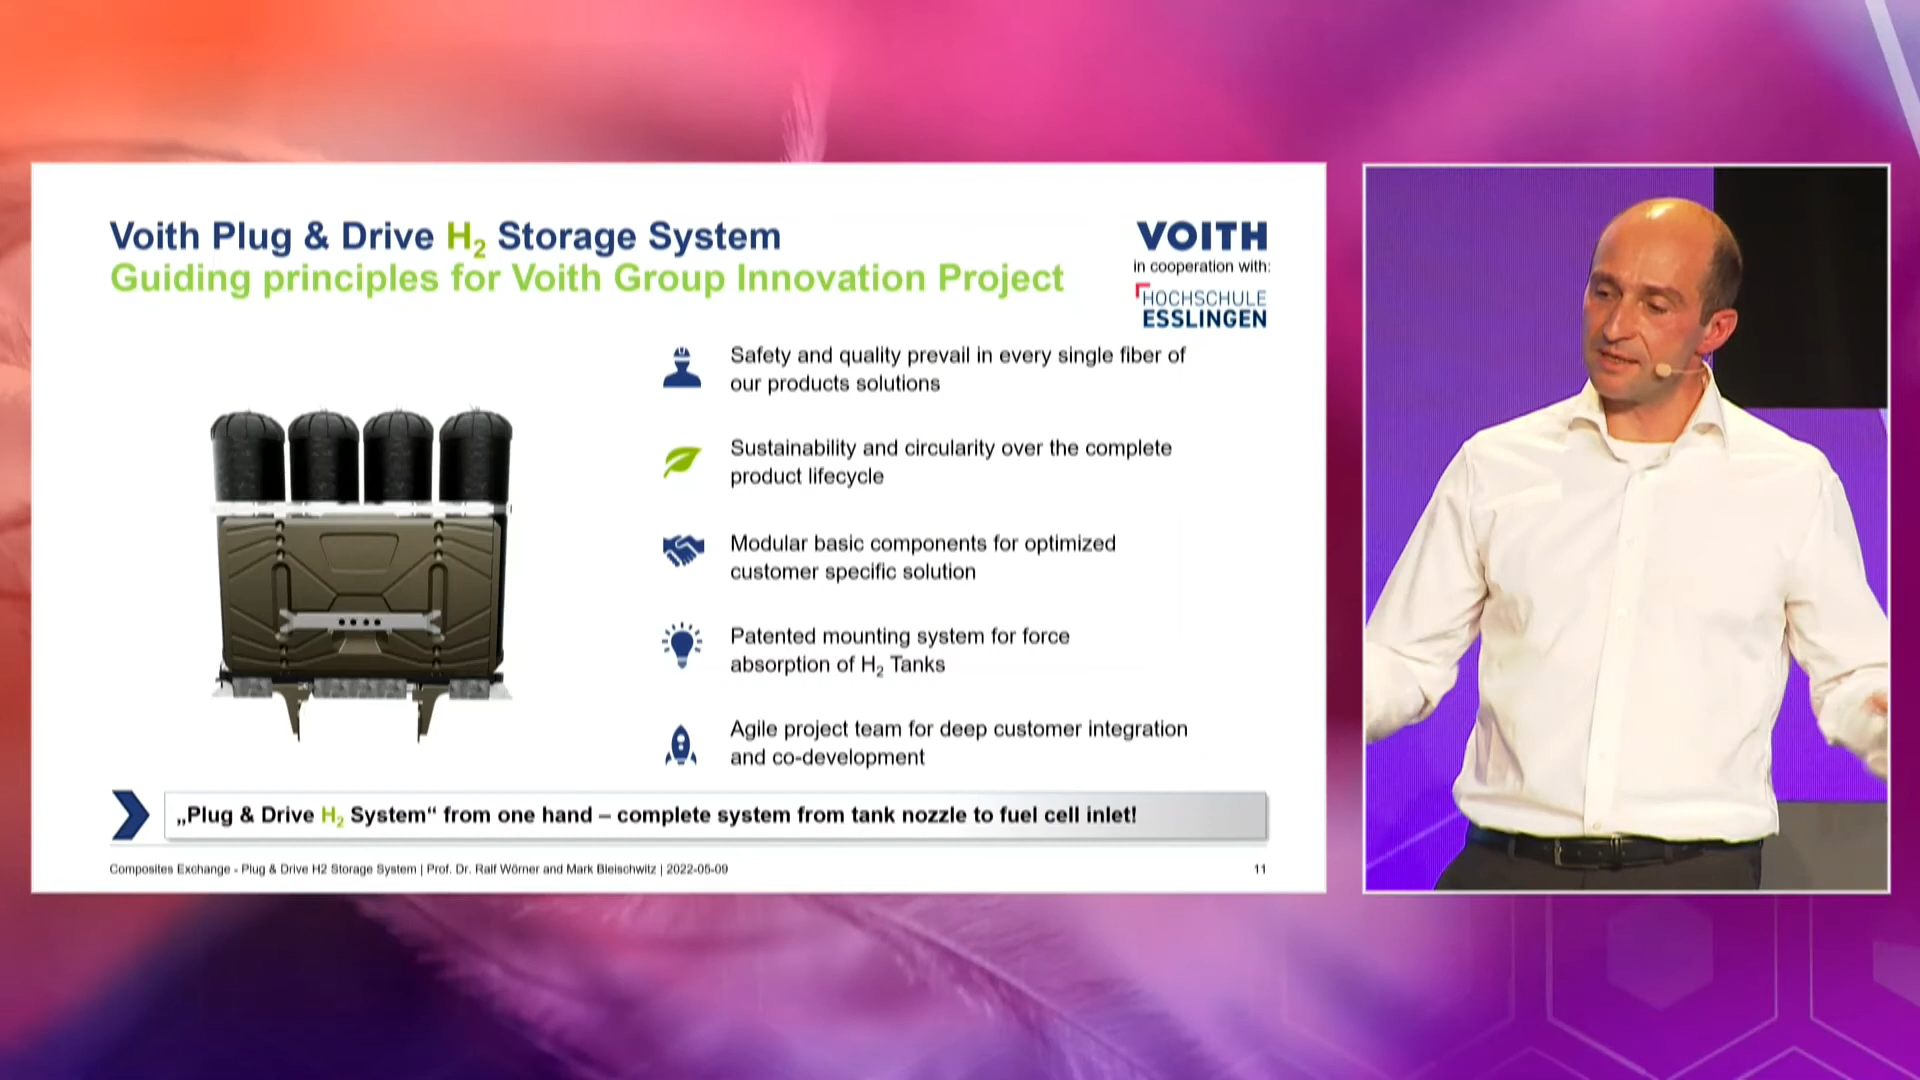 Voith Plug & Drive H₂ Storage System
Guiding principles for Voith Group Innovation Project
VOITH
in cooperation with:
HOCHSCHULE
ESSLINGEN
Safety and quality prevail in every single fiber of
our products solutions
Sustainability and circularity over the complete
product lifecycle
Modular basic components for optimized
customer specific solution
Patented mounting system for force
absorption of H₂ Tanks
Agile project team for deep customer integration
and co-development
„Plug & Drive H₂ System“ from one hand – complete system from tank nozzle to fuel cell inlet!
Composites Exchange - Plug & Drive H2 Storage System | Prof. Dr. Ralf Wörner and Mark Bleischwitz | 2022-05-09
11